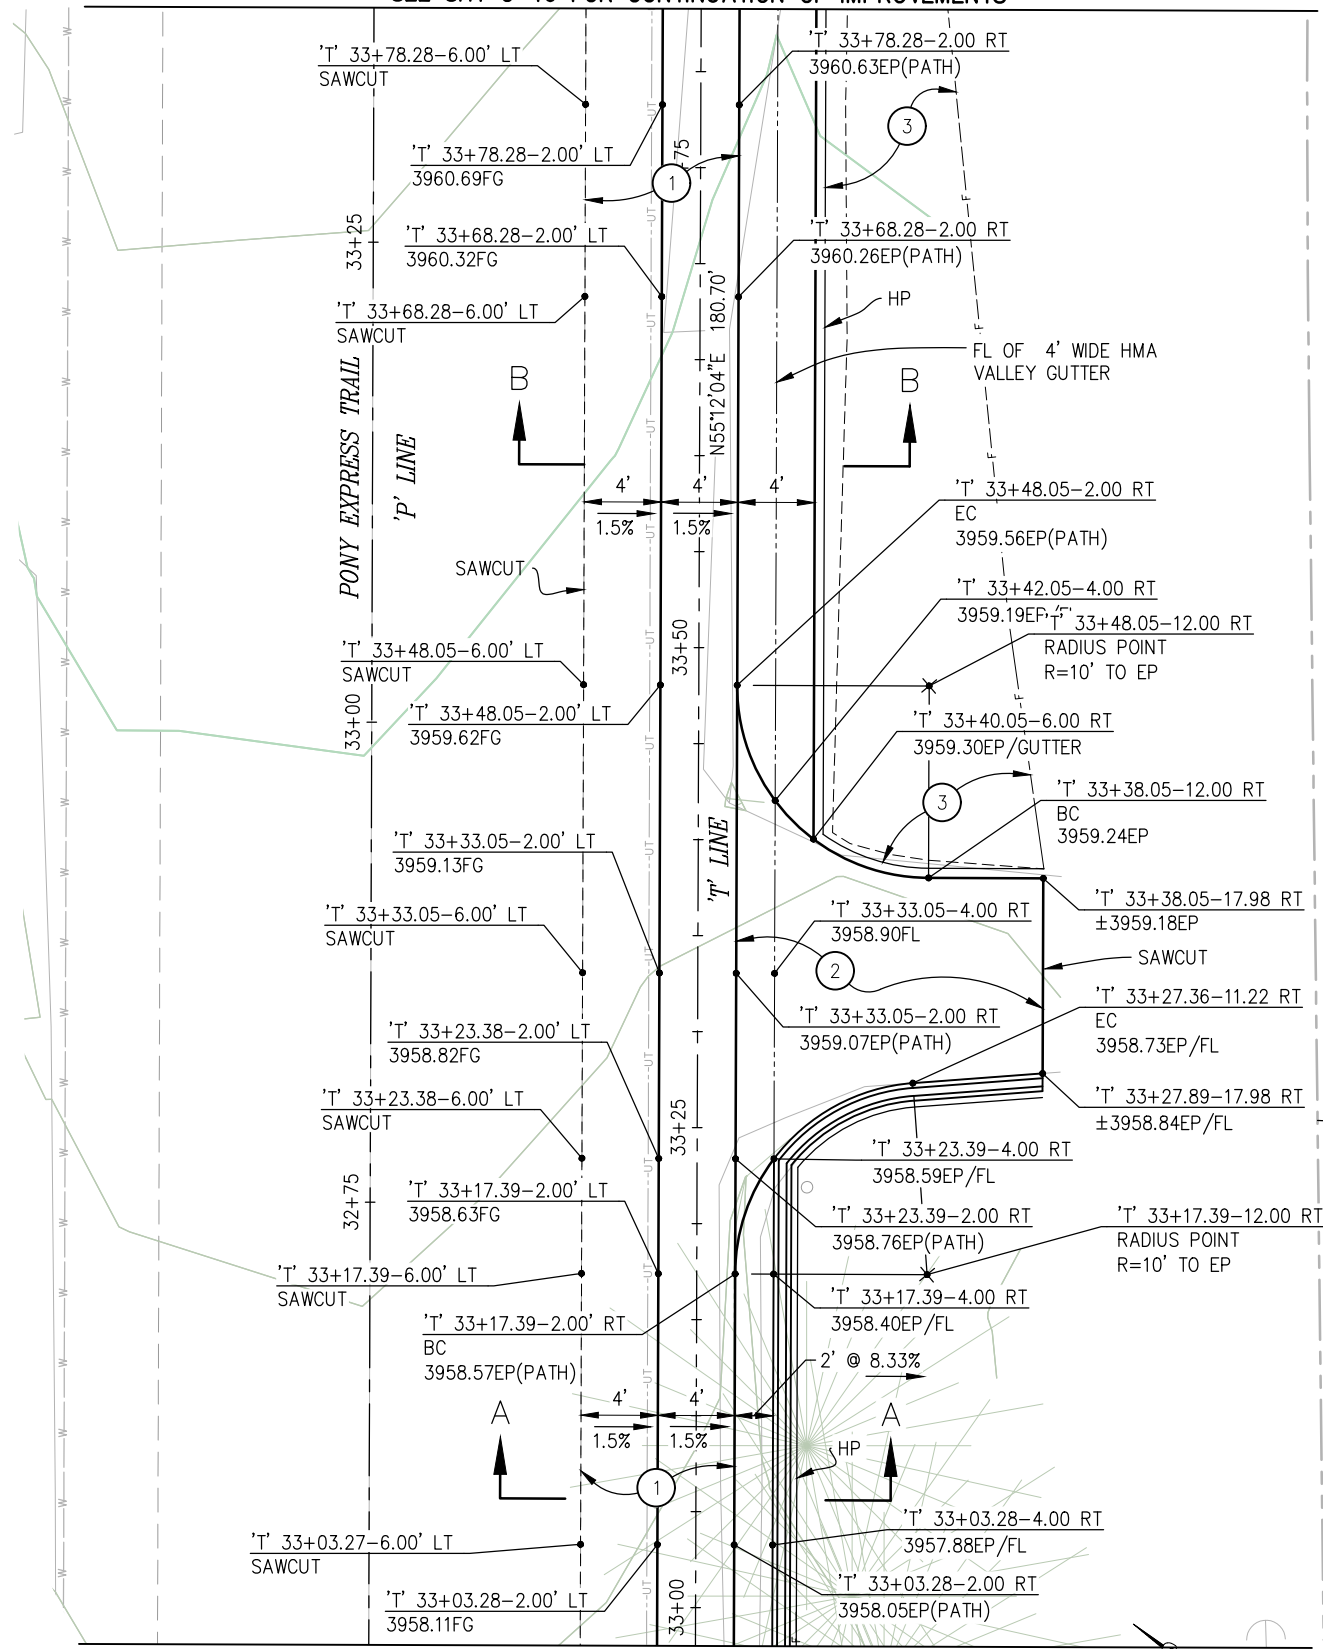 'T' 33+78.28-6.00' LT
SAWCUT
'T' 33+78.28-2.00 RT
3960.63EP(PATH)
3
'T' 33+78.28-2.00' LT
3960.69FG
1
33+25
'T' 33+68.28-2.00' LT
3960.32FG
'T' 33+68.28-2.00 RT
3960.26EP(PATH)
'T' 33+68.28-6.00' LT
SAWCUT
N55°12'04"E 180.70'
HP
FL OF 4' WIDE HMA
VALLEY GUTTER
B
B
PONY EXPRESS TRAIL
'P' LINE
4'
4'
4'
1.5%
1.5%
'T' 33+48.05-2.00 RT
EC
3959.56EP(PATH)
SAWCUT
'T' 33+42.05-4.00 RT
'T' 33+48.05-12.00 RT
RADIUS POINT
R=10' TO EP
'T' 33+48.05-6.00' LT
SAWCUT
33+50
33+00
'T' 33+48.05-2.00' LT
3959.62FG
'T' 33+40.05-6.00 RT
3959.30EP/GUTTER
3
'T' 33+38.05-12.00 RT
BC
3959.24EP
'T' 33+33.05-2.00' LT
3959.13FG
'T' LINE
'T' 33+38.05-17.98 RT
±3959.18EP
'T' 33+33.05-6.00' LT
SAWCUT
'T' 33+33.05-4.00 RT
3958.90FL
SAWCUT
2
'T' 33+27.36-11.22 RT
EC
3958.73EP/FL
'T' 33+33.05-2.00 RT
3959.07EP(PATH)
'T' 33+23.38-2.00' LT
3958.82FG
'T' 33+23.38-6.00' LT
SAWCUT
33+25
'T' 33+27.89-17.98 RT
±3958.84EP/FL
'T' 33+23.39-4.00 RT
3958.59EP/FL
32+75
'T' 33+17.39-2.00' LT
3958.63FG
'T' 33+23.39-2.00 RT
3958.76EP(PATH)
'T' 33+17.39-12.00 RT
RADIUS POINT
R=10' TO EP
'T' 33+17.39-6.00' LT
SAWCUT
'T' 33+17.39-4.00 RT
3958.40EP/FL
'T' 33+17.39-2.00' RT
BC
3958.57EP(PATH)
2' @ 8.33%
A
A
4'
4'
1.5%
1.5%
HP
1
'T' 33+03.28-4.00 RT
3957.88EP/FL
'T' 33+03.27-6.00' LT
SAWCUT
'T' 33+03.28-2.00 RT
3958.05EP(PATH)
'T' 33+03.28-2.00' LT
3958.11FG
33+00